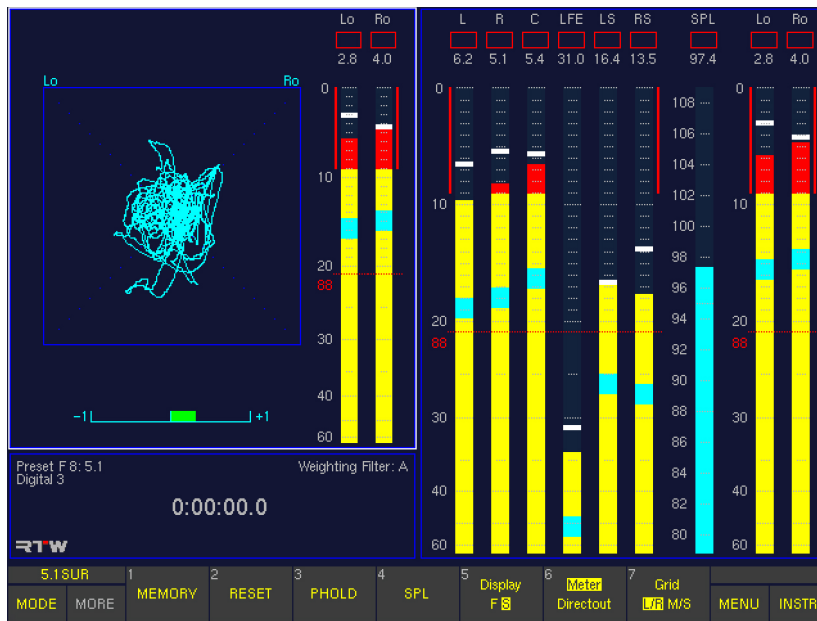 Lo Ro
2.8 4.0
Lo Ro
0
10
20
88
30
40
60
-1 +1
L R C LFE LS RS SPL Lo Ro
6.2 5.1 5.4 31.0 16.4 13.5 97.4 2.8 4.0
0 108 0
106
104
102
10 10
100
98
96
20 94 20
88 88
92
90
30 88 30
86
84
40 82 40
80
60 60
Preset F 8: 5.1 Weighting Filter: A
Digital 3
0:00:00.0
RTW
5.1SUR
MODE MORE
1 MEMORY
2 RESET
3 PHOLD
4 SPL
5 Display
F S
6 Meter
Directout
7 Grid
L/R M/S
MENU INSTR